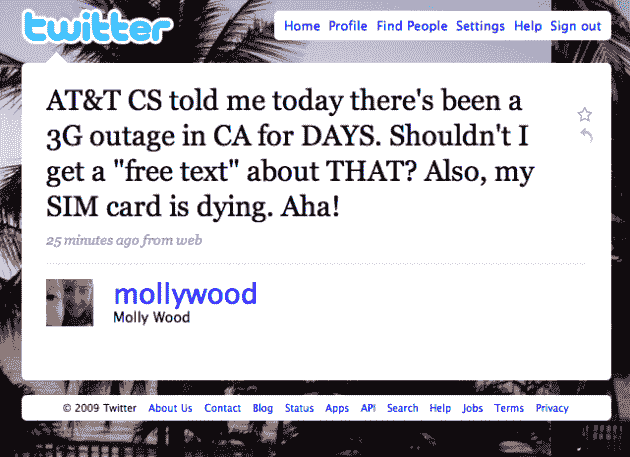 twitter
Home Profile Find People Settings Help Sign out
AT&T CS told me today there's been a
3G outage in CA for DAYS. Shouldn't I
get a "free text" about THAT? Also, my
SIM card is dying. Aha!
25 minutes ago from web
mollywood
Molly Wood
© 2009 Twitter About Us Contact Blog Status Apps API Search Help Jobs Terms Privacy